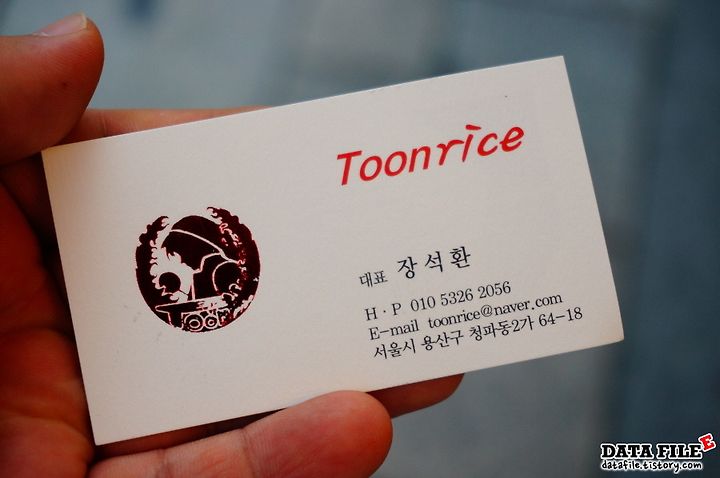 Toonrice
대표 장석환
H·P 010 5326 2056
E-mail toonrice@naver.com
서울시 용산구 청파동2가 64-18
DATA FILE E
datafile.tistory.com